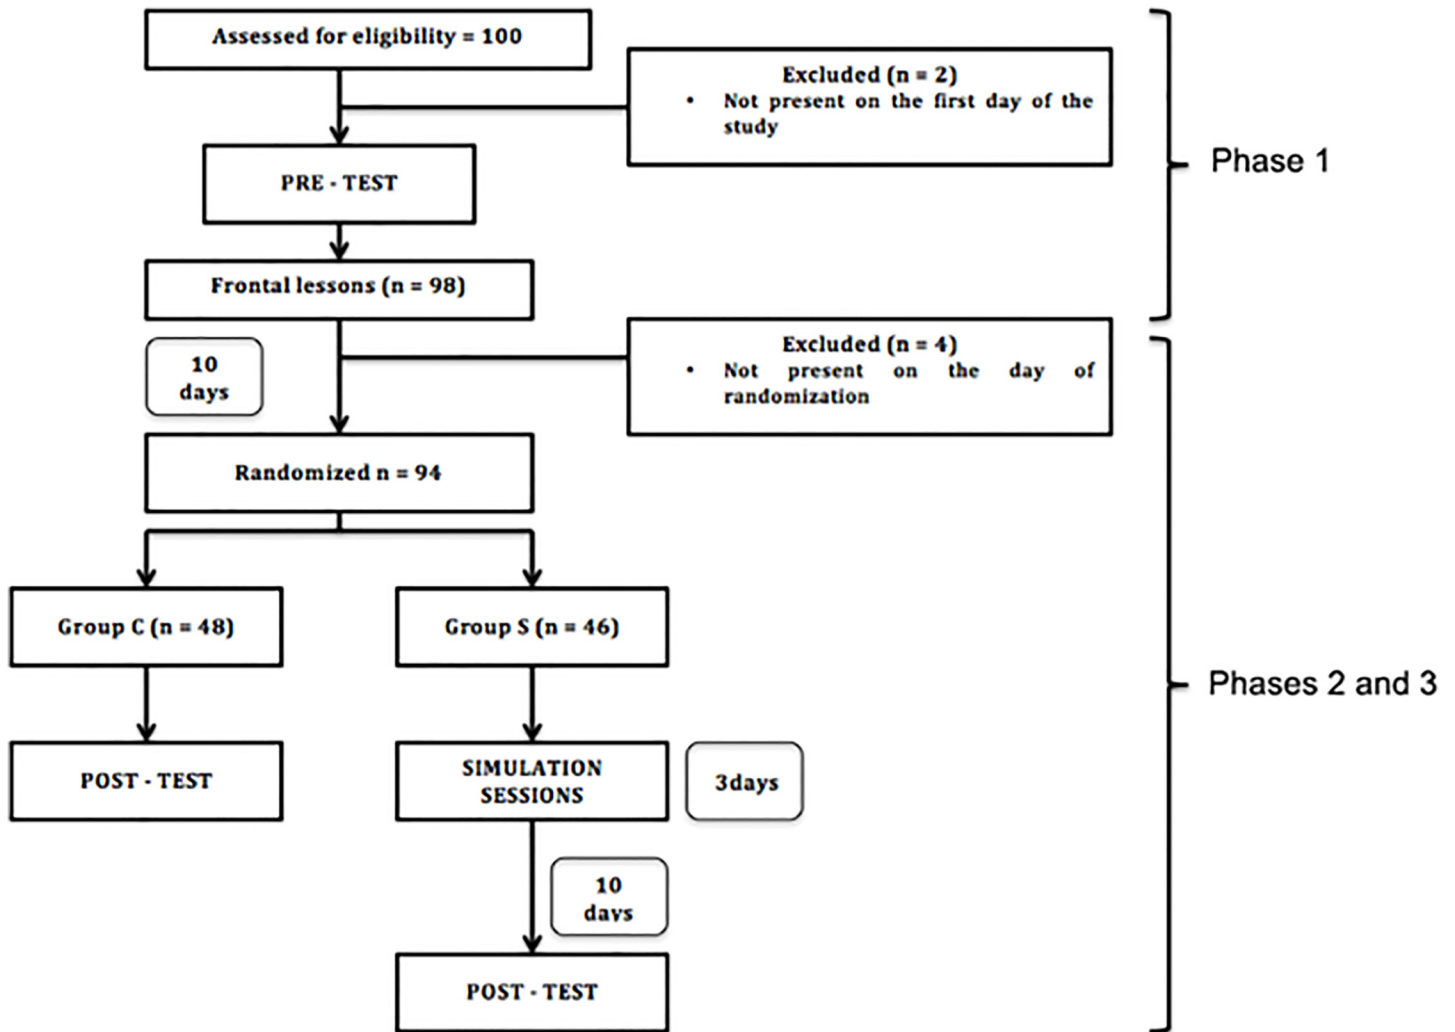 Assessed for eligibility = 100
Excluded (n = 2)
• Not present on the first day of the
study
Phase 1
PRE - TEST
Frontal lessons (n = 98)
Excluded (n = 4)
• Not present on the day of
randomization
10
days
Randomized n = 94
Group C (n = 48)
Group S (n = 46)
Phases 2 and 3
POST - TEST
SIMULATION
SESSIONS
3days
10
days
POST - TEST